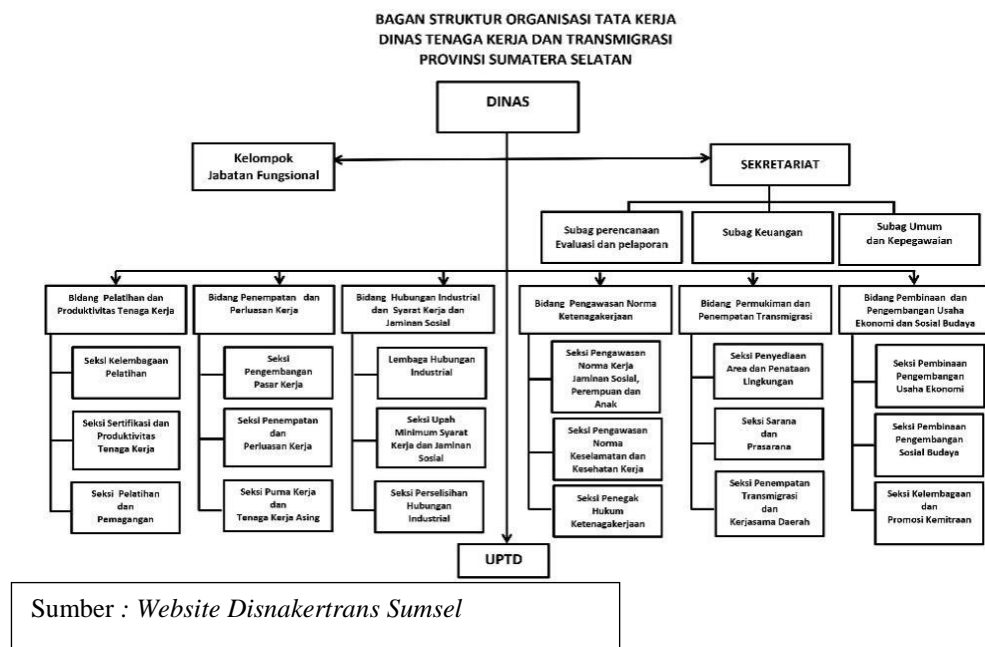 BAGAN STRUKTUR ORGANISASI TATA KERJA
DINAS TENAGA KERJA DAN TRANSMIGRASI
PROVINSI SUMATERA SELATAN
DINAS
Kelompok
Jabatan Fungsional
SEKRETARIAT
Subag perencanaan
Evaluasi dan pelaporan
Subag Keuangan
Subag Umum
dan Kepegawaian
Bidang Pelatihan dan
Produktivitas Tenaga Kerja
Seksi Kelembagaan
Pelatihan
Seksi Sertifikasi dan
Produktivitas
Tenaga Kerja
Seksi Pelatihan
dan
Pemagangan
Bidang Penempatan dan
Perluasan Kerja
Seksi
Pengembangan
Pasar Kerja
Seksi Penempatan
dan
Perluasan Kerja
Seksi Purna Kerja
dan
Tenaga Kerja Asing
Bidang Hubungan Industrial
dan Syarat Kerja dan
Jaminan Sosial
Lembaga Hubungan
Industrial
Seksi Upah
Minimum Syarat
Kerja dan Jaminan
Sosial
Seksi Perselisihan
Hubungan
Industrial
Bidang Pengawasan Norma
Ketenagakerjaan
Seksi Pengawasan
Norma Kerja
Jaminan Sosial,
Perempuan dan
Anak
Seksi Pengawasan
Norma
Keselamatan dan
Kesehatan Kerja
Seksi Penegak
Hukum
Ketenagakerjaan
Bidang Permukiman dan
Penempatan Transmigrasi
Seksi Penyediaan
Area dan Penataan
Lingkungan
Seksi Sarana
dan
Prasarana
Seksi Penempatan
Transmigrasi
dan
Kerjasama Daerah
Bidang Pembinaan dan
Pengembangan Usaha
Ekonomi dan Sosial Budaya
Seksi Pembinaan
Pengembangan
Usaha Ekonomi
Seksi Pembinaan
Pengembangan
Sosial Budaya
Seksi Kelembagaan
dan
Promosi Kemitraan
UPTD
Sumber : Website Disnakertrans Sumsel